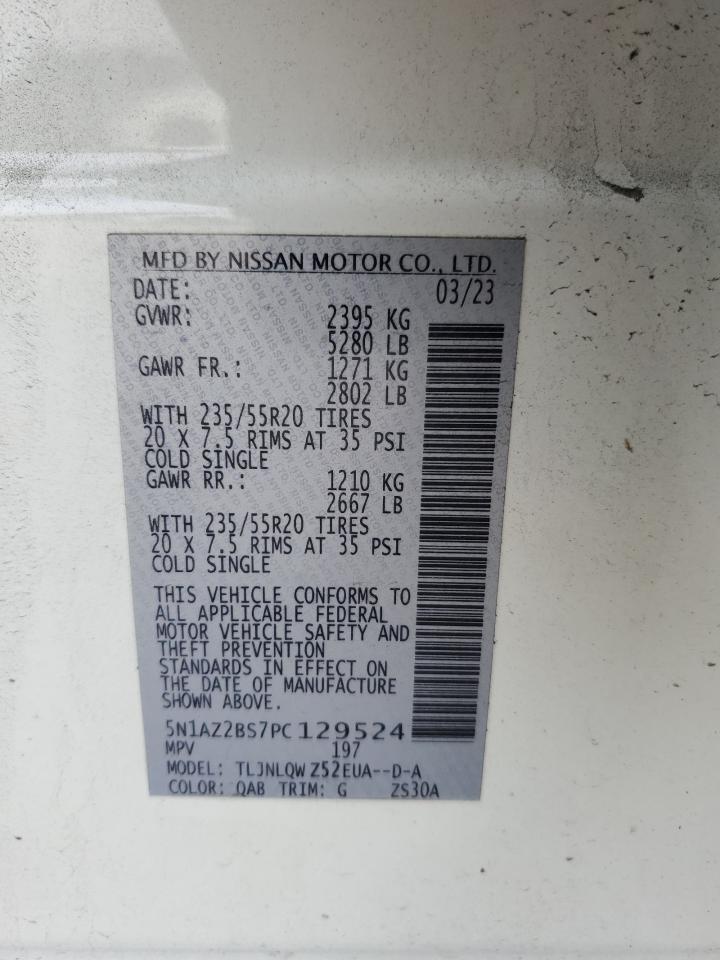 MFD BY NISSAN MOTOR CO., LTD.
DATE: 03/23
GVWR: 2395 KG
5280 LB
GAWR FR.: 1271 KG
2802 LB
WITH 235/55R20 TIRES
20 X 7.5 RIMS AT 35 PSI
COLD SINGLE
GAWR RR.: 1210 KG
2667 LB
WITH 235/55R20 TIRES
20 X 7.5 RIMS AT 35 PSI
COLD SINGLE
THIS VEHICLE CONFORMS TO
ALL APPLICABLE FEDERAL
MOTOR VEHICLE SAFETY AND
THEFT PREVENTION
STANDARDS IN EFFECT ON
THE DATE OF MANUFACTURE
SHOWN ABOVE.
5N1AZ2BS7PC129524
MPV 197
MODEL: TLJNLQWZ52EUA--D-A
COLOR: QAB TRIM: G ZS30A